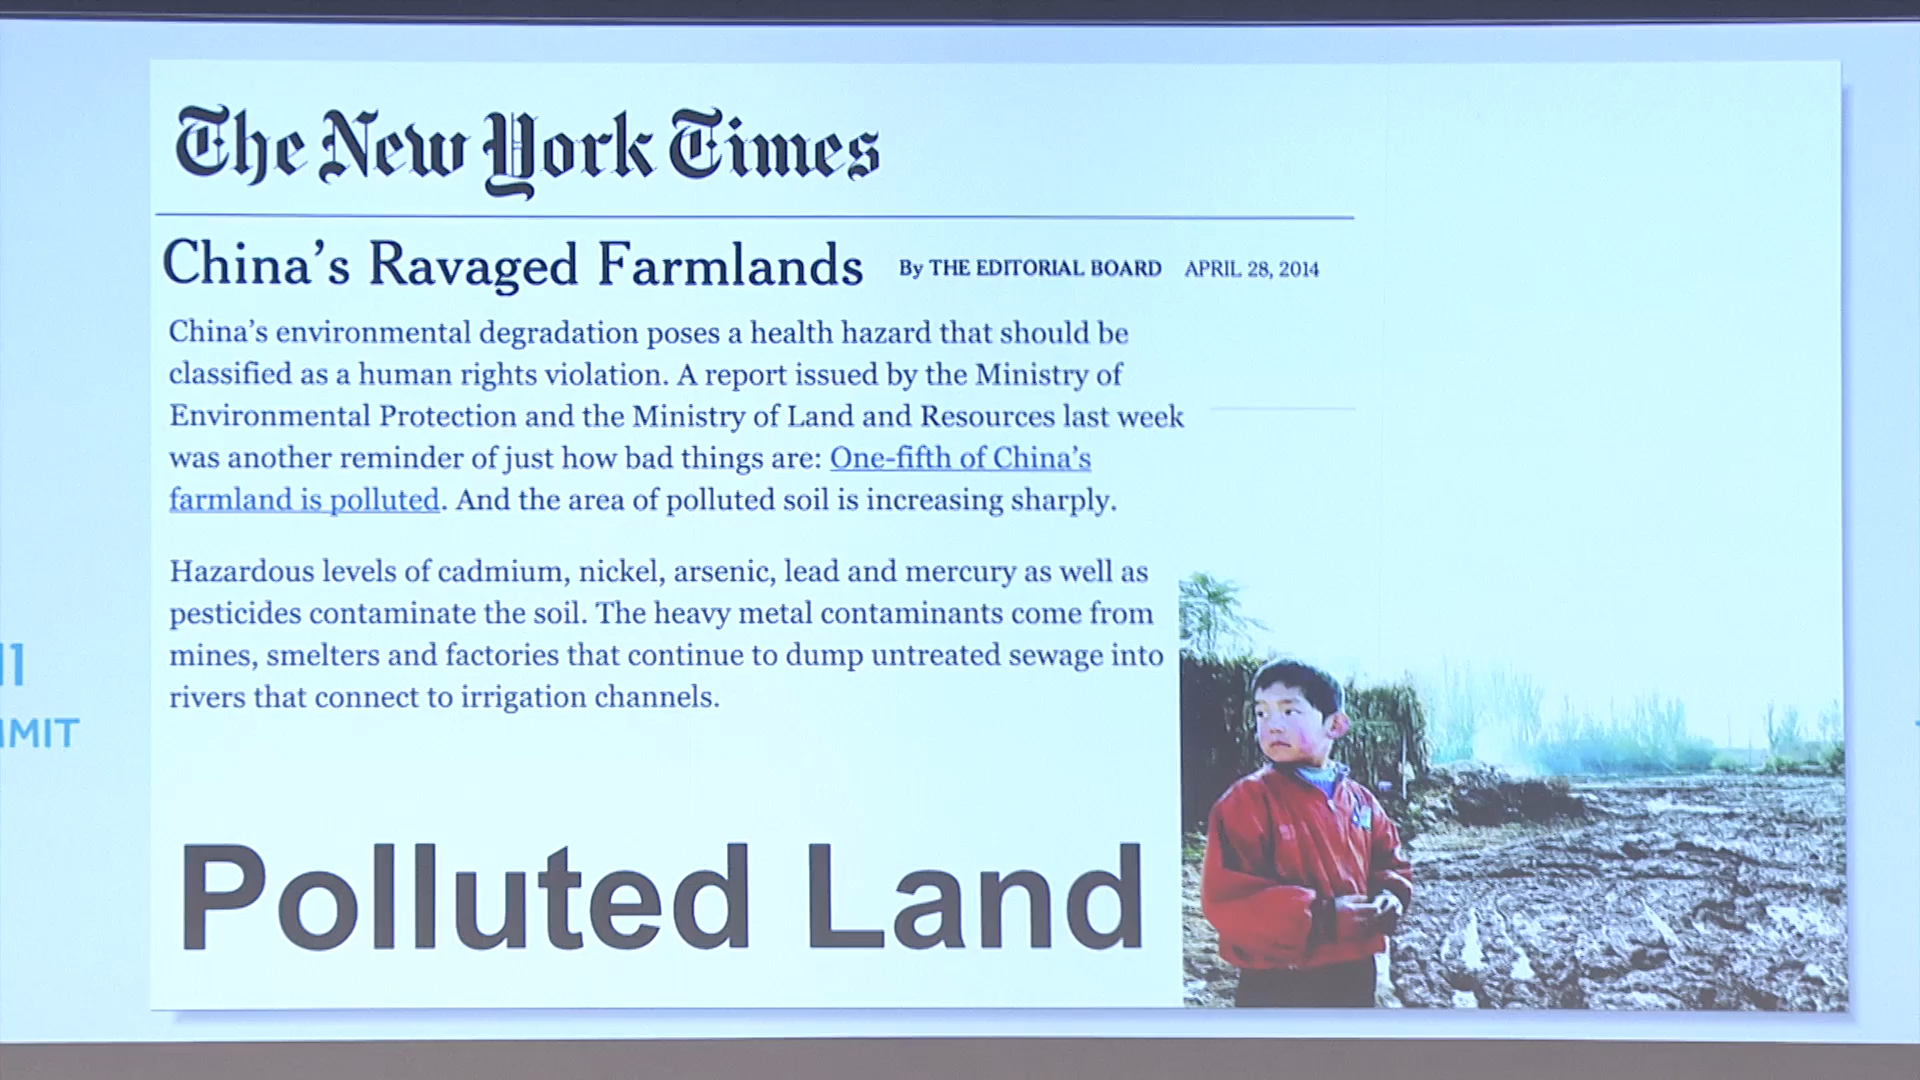 The New York Times
China's Ravaged Farmlands By THE EDITORIAL BOARD APRIL 28, 2014
China's environmental degradation poses a health hazard that should be
classified as a human rights violation. A report issued by the Ministry of
Environmental Protection and the Ministry of Land and Resources last week
was another reminder of just how bad things are: One-fifth of China's
farmland is polluted. And the area of polluted soil is increasing sharply.
Hazardous levels of cadmium, nickel, arsenic, lead and mercury as well as
pesticides contaminate the soil. The heavy metal contaminants come from
mines, smelters and factories that continue to dump untreated sewage into
rivers that connect to irrigation channels.
Polluted Land